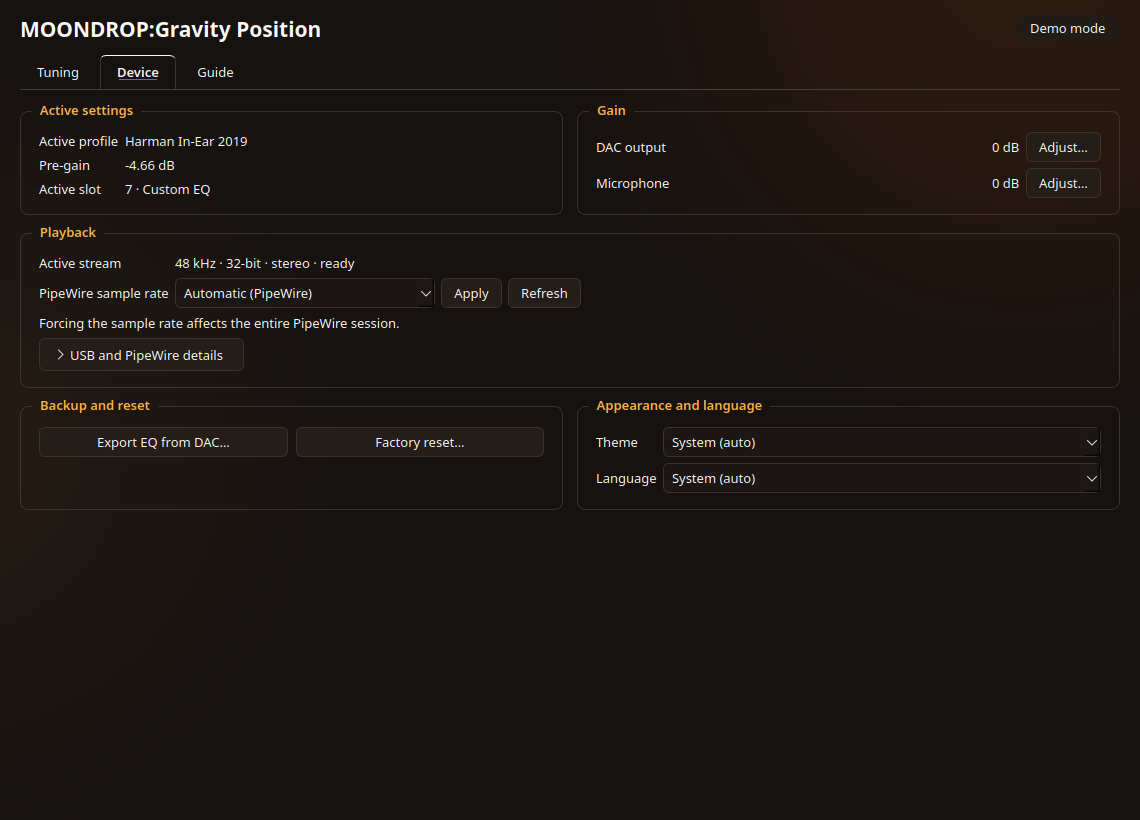 MOONDROP:Gravity Position
Demo mode
Tuning
Device
Guide
Active settings
Active profile Harman In-Ear 2019
Pre-gain -4.66 dB
Active slot 7 · Custom EQ
Gain
DAC output 0 dB Adjust...
Microphone 0 dB Adjust...
Playback
Active stream 48 kHz · 32-bit · stereo · ready
PipeWire sample rate Automatic (PipeWire) Apply Refresh
Forcing the sample rate affects the entire PipeWire session.
USB and PipeWire details
Backup and reset
Export EQ from DAC... Factory reset...
Appearance and language
Theme System (auto)
Language System (auto)